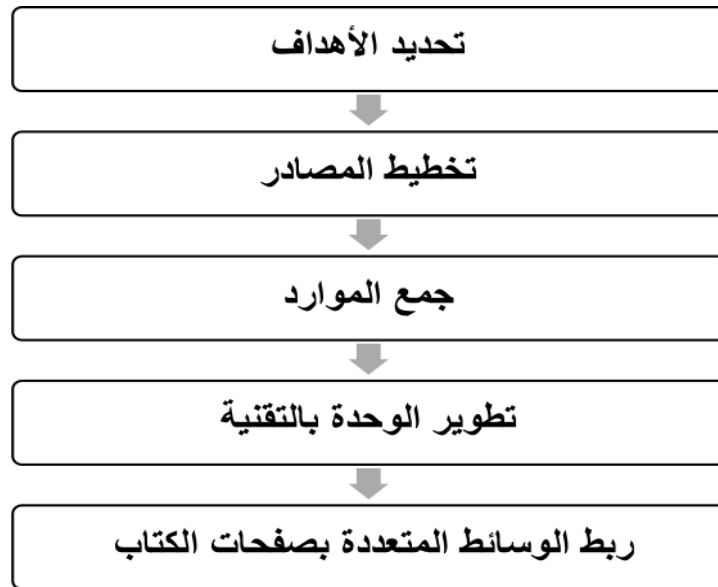 تحديد الأهداف
تخطيط المصادر
جمع الموارد
تطوير الوحدة بالتقنية
ربط الوسائط المتعددة بصفحات الكتاب